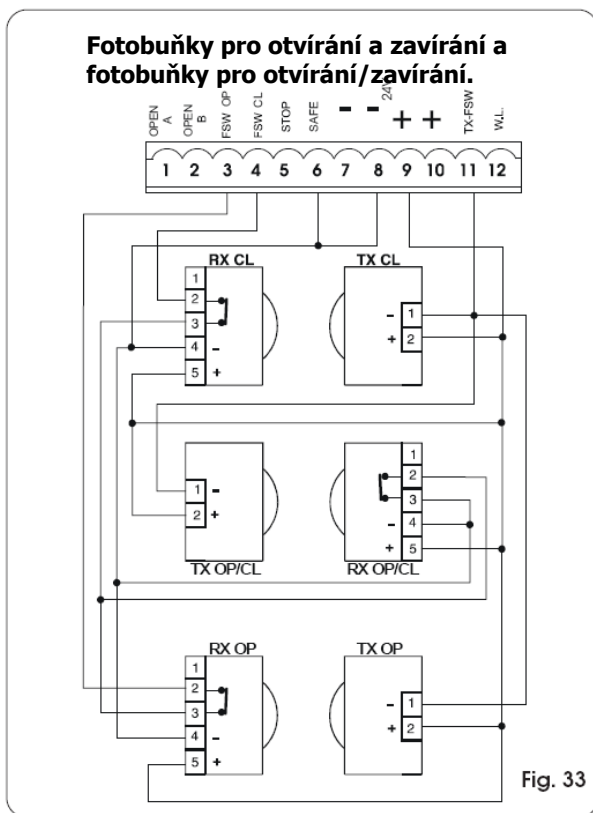 Fotobuňky pro otvírání a zavírání a
fotobuňky pro otvírání/zavírání.
OPEN A OPEN B FSW OP FSW CL STOP SAFE - - 24V + + TX-FSW W.L.
1 2 3 4 5 6 7 8 9 10 11 12
RX CL
1
2
3
4 -
5 +
TX CL
- 1
+ 2
1 -
2 +
TX OP/CL
1
2
3
- 4
+ 5
RX OP/CL
RX OP
1
2
3
4 -
5 +
TX OP
- 1
+ 2
Fig. 33